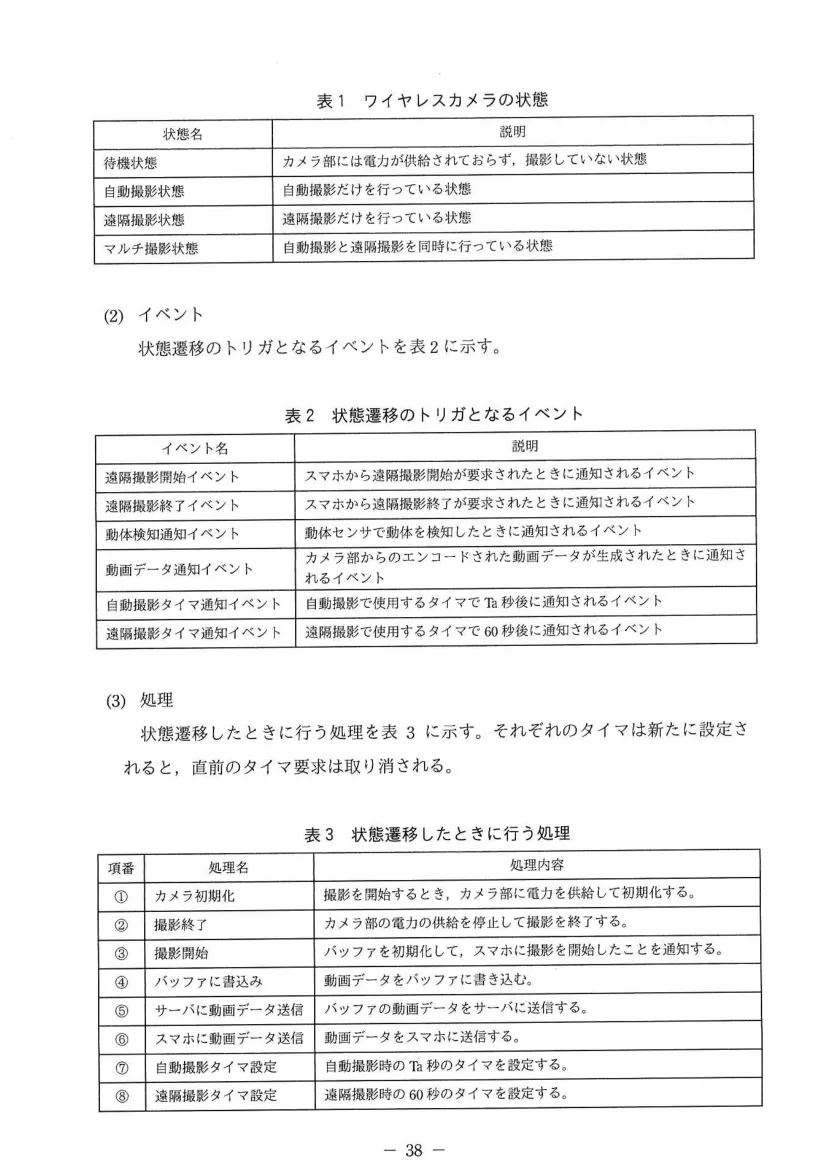 表1　ワイヤレスカメラの状態
状態名　説明
待機状態　カメラ部には電力が供給されておらず，撮影していない状態
自動撮影状態　自動撮影だけを行っている状態
遠隔撮影状態　遠隔撮影だけを行っている状態
マルチ撮影状態　自動撮影と遠隔撮影を同時に行っている状態
(2)　イベント
状態遷移のトリガとなるイベントを表2に示す。
表2　状態遷移のトリガとなるイベント
イベント名　説明
遠隔撮影開始イベント　スマホから遠隔撮影開始が要求されたときに通知されるイベント
遠隔撮影終了イベント　スマホから遠隔撮影終了が要求されたときに通知されるイベント
動体検知通知イベント　動体センサで動体を検知したときに通知されるイベント
動画データ通知イベント　カメラ部からのエンコードされた動画データが生成されたときに通知さ
れるイベント
自動撮影タイマ通知イベント　自動撮影で使用するタイマで Ta 秒後に通知されるイベント
遠隔撮影タイマ通知イベント　遠隔撮影で使用するタイマで 60 秒後に通知されるイベント
(3)　処理
状態遷移したときに行う処理を表 3 に示す。それぞれのタイマは新たに設定さ
れると，直前のタイマ要求は取り消される。
表3　状態遷移したときに行う処理
項番　処理名　処理内容
①　カメラ初期化　撮影を開始するとき，カメラ部に電力を供給して初期化する。
②　撮影終了　カメラ部の電力の供給を停止して撮影を終了する。
③　撮影開始　バッファを初期化して，スマホに撮影を開始したことを通知する。
④　バッファに書込み　動画データをバッファに書き込む。
⑤　サーバに動画データ送信　バッファの動画データをサーバに送信する。
⑥　スマホに動画データ送信　動画データをスマホに送信する。
⑦　自動撮影タイマ設定　自動撮影時の Ta 秒のタイマを設定する。
⑧　遠隔撮影タイマ設定　遠隔撮影時の 60 秒のタイマを設定する。
— 38 —